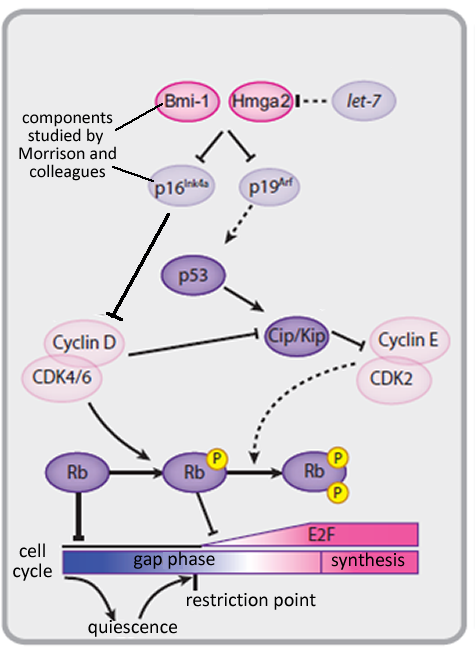 Bmi-1
Hmga2
let-7
components
studied by
Morrison and
colleagues
p16Ink4a
p19Arf
p53
Cyclin D
CDK4/6
Cip/Kip
Cyclin E
CDK2
Rb
Rb
P
Rb
P
P
E2F
cell
cycle
gap phase
synthesis
restriction point
quiescence